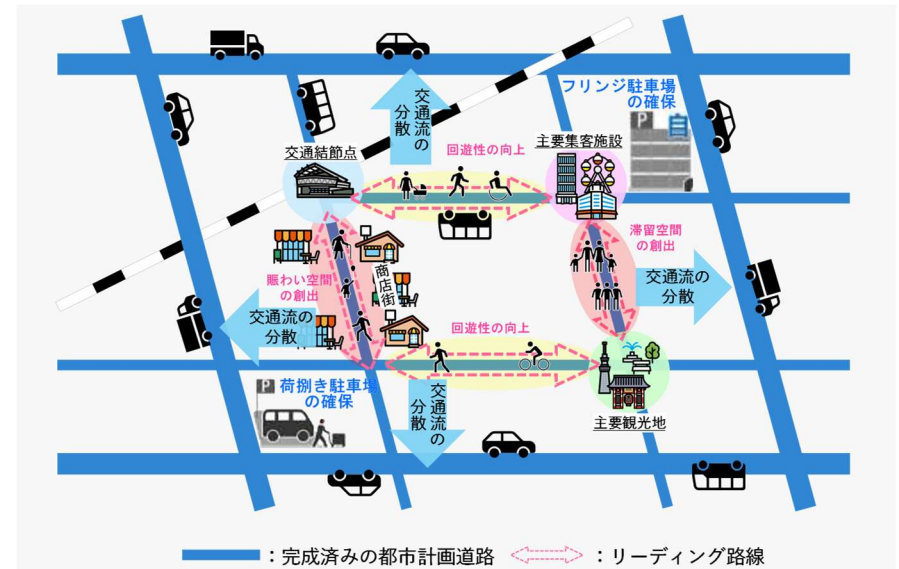 フリンジ駐車場
の確保
P
交通流の
分散
交通結節点
回遊性の向上
主要集客施設
滞留空間
の創出
商店街
賑わい空間
の創出
交通流の
分散
交通流の
分散
回遊性の向上
P
荷捌き駐車場
の確保
交通流の
分散
主要観光地
:完成済みの都市計画道路
:リーディング路線